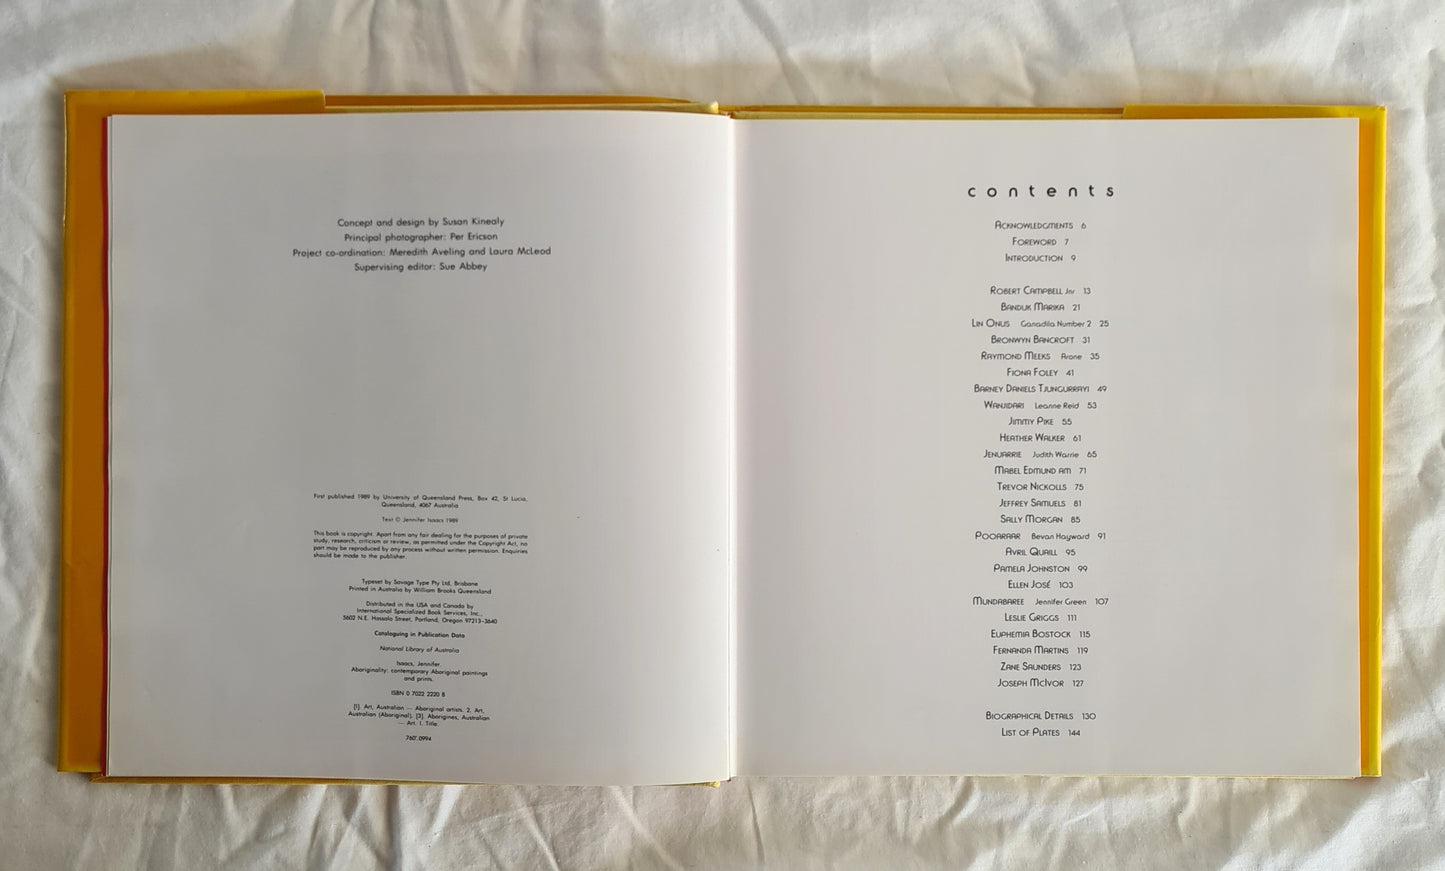 Concept and design by Susan Kinealy
Principal photographer: Per Ericson
Project co-ordination: Meredith Aveling and Laura McLeod
Supervising editor: Sue Abbey
First published 1989 by University of Queensland Press, Box 42, St Lucia,
Queensland, 4067 Australia
Text © Jennifer Isaacs 1989
This book is copyright. Apart from any fair dealing for the purposes of private
study, research, criticism or review, as permitted under the Copyright Act, no
part may be reproduced by any process without written permission. Enquiries
should be made to the publisher.
Typeset by Savage Type Pty Ltd, Brisbane
Printed in Australia by William Brooks Queensland
Distributed in the USA and Canada by
International Specialized Book Services, Inc.,
5602 N.E. Hassalo Street, Portland, Oregon 97213-3640
Cataloguing in Publication Data
National Library of Australia
Isaacs, Jennifer.
Aboriginality: contemporary Aboriginal paintings
and prints.
ISBN 0 7022 2220 8
[1]. Art, Australian — Aboriginal artists. 2. Art,
Australian (Aboriginal). [3]. Aborigines, Australian
— Art. I. Title.
760'.0994
contents
Acknowledgments 6
Foreword 7
Introduction 9
Robert Campbell Jnr 13
Banduk Marika 21
Lin Onus Ganadila Number 2 25
Bronwyn Bancroft 31
Raymond Meeks Arone 35
Fiona Foley 41
Barney Daniels Tjungurrayi 49
Wanjidari Leanne Reid 53
Jimmy Pike 55
Heather Walker 61
Jenuarrie Judith Warrie 65
Mabel Edmund AM 71
Trevor Nickolls 75
Jeffrey Samuels 81
Sally Morgan 85
Pooaraar Bevan Hayward 91
Avril Quaill 95
Pamela Johnston 99
Ellen José 103
Mundabaree Jennifer Green 107
Leslie Griggs 111
Euphemia Bostock 115
Fernanda Martins 119
Zane Saunders 123
Joseph McIvor 127
Biographical Details 130
List of Plates 144